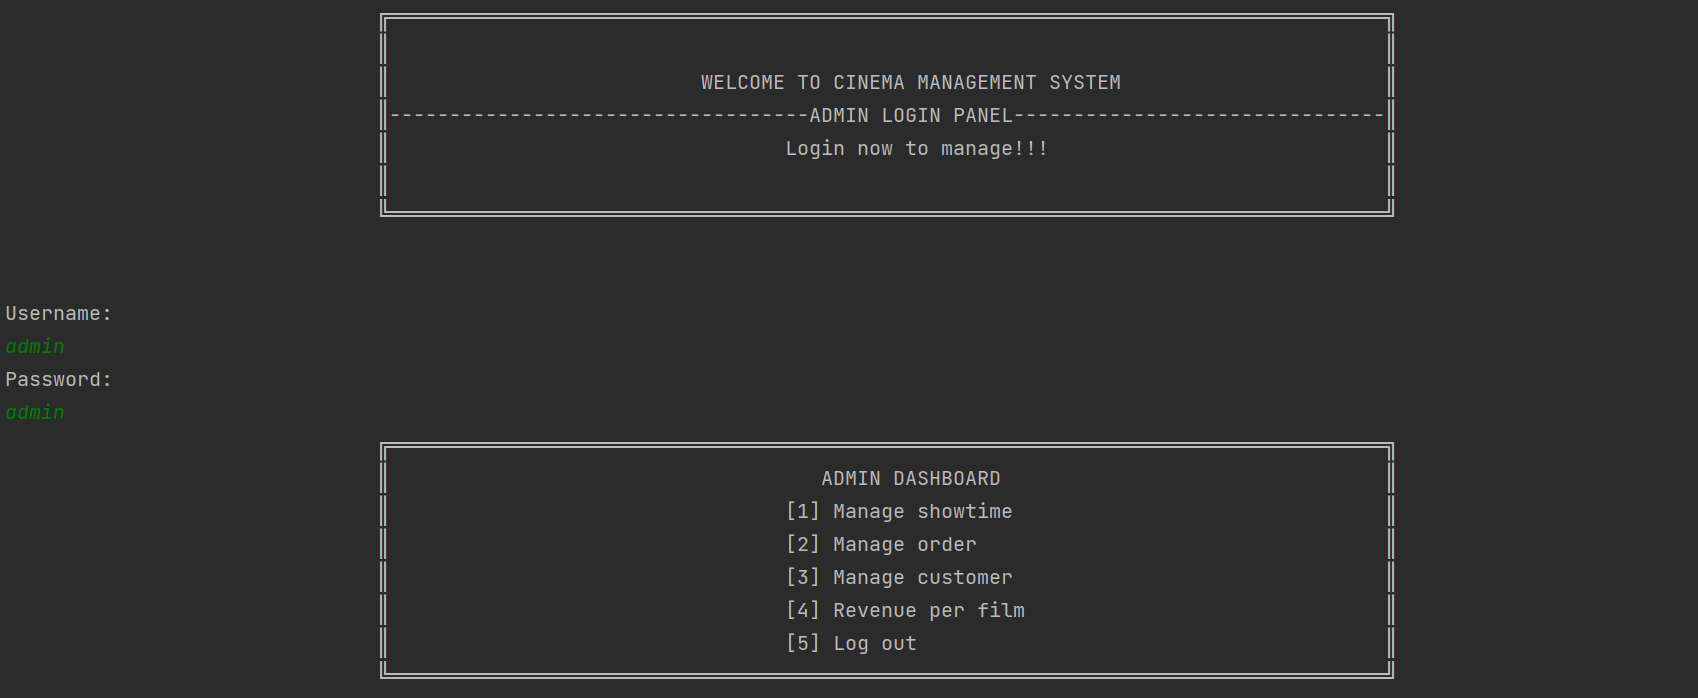 WELCOME TO CINEMA MANAGEMENT SYSTEM
-----------------------------------ADMIN LOGIN PANEL-------------------------------
Login now to manage!!!
Username:
admin
Password:
admin
ADMIN DASHBOARD
[1] Manage showtime
[2] Manage order
[3] Manage customer
[4] Revenue per film
[5] Log out